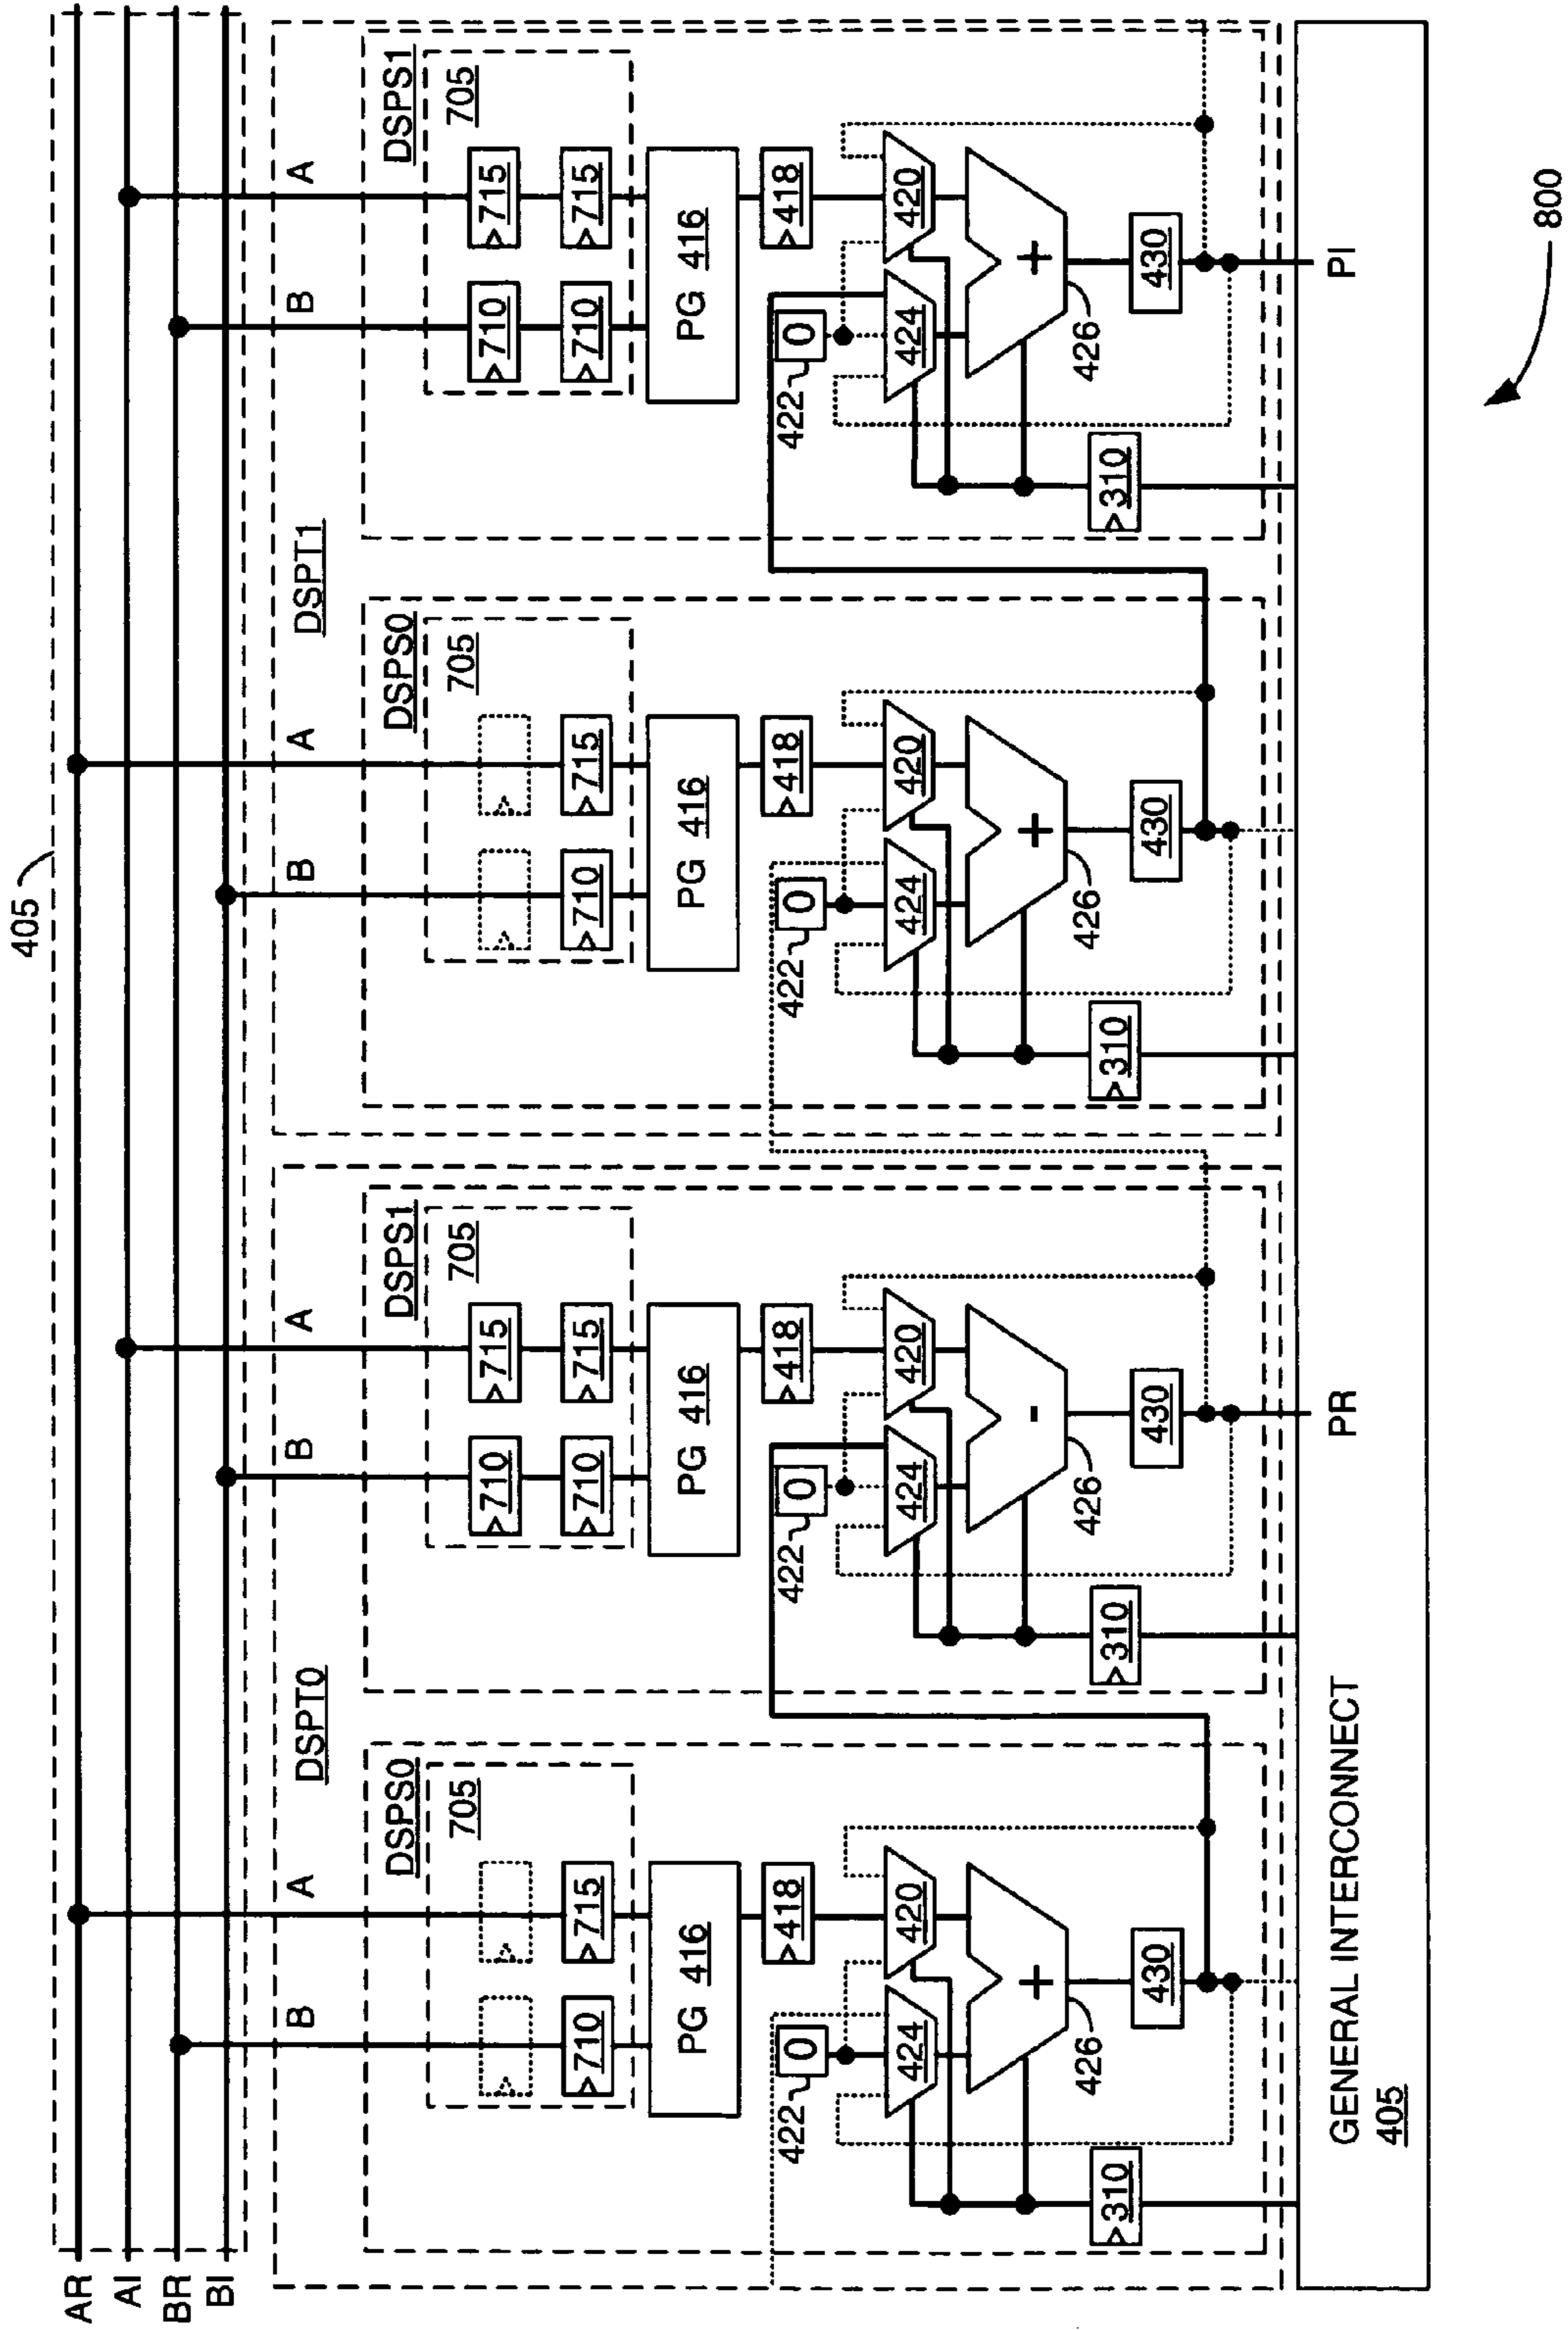 405
AR
AI
BR
BI
DSPT0
DSPS0
B A
705
>710 >715
PG 416
>418
422 0
424 420
+
426
430
>310
DSPS1
B A
705
>710 >715
>710 >715
PG 416
>418
422 0
424 420
-
426
430
>310
DSPT1
DSPS0
B A
705
>710 >715
PG 416
>418
422 0
424 420
+
426
430
>310
DSPS1
B A
705
>710 >715
>710 >715
PG 416
>418
422 0
424 420
+
426
430
>310
GENERAL INTERCONNECT
405
PR
PI
800